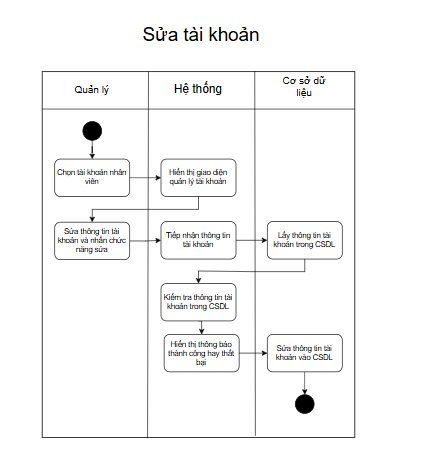 Sửa tài khoản
Quản lý
Hệ thống
Cơ sở dữ
liệu
Chọn tài khoản nhân
viên
Hiển thị giao diện
quản lý tài khoản
Sửa thông tin tài
khoản và nhấn chức
năng sửa
Tiếp nhận thông tin
tài khoản
Lấy thông tin tài
khoản trong CSDL
Kiểm tra thông tin tài
khoản trong CSDL
Hiển thị thông báo
thành công hay thất
bại
Sửa thông tin tài
khoản vào CSDL